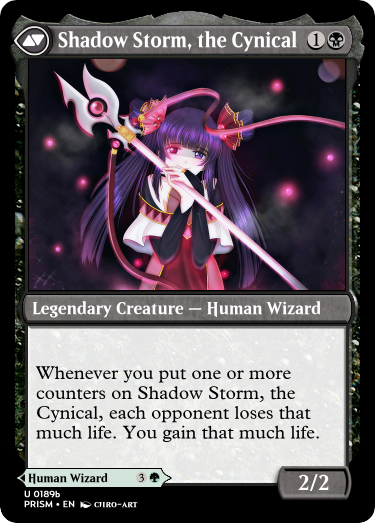 Shadow Storm, the Cynical 1
Legendary Creature — Human Wizard
Whenever you put one or more
counters on Shadow Storm, the
Cynical, each opponent loses that
much life. You gain that much life.
Human Wizard 3
2/2
U 0189b
PRISM • EN CHRO-ART